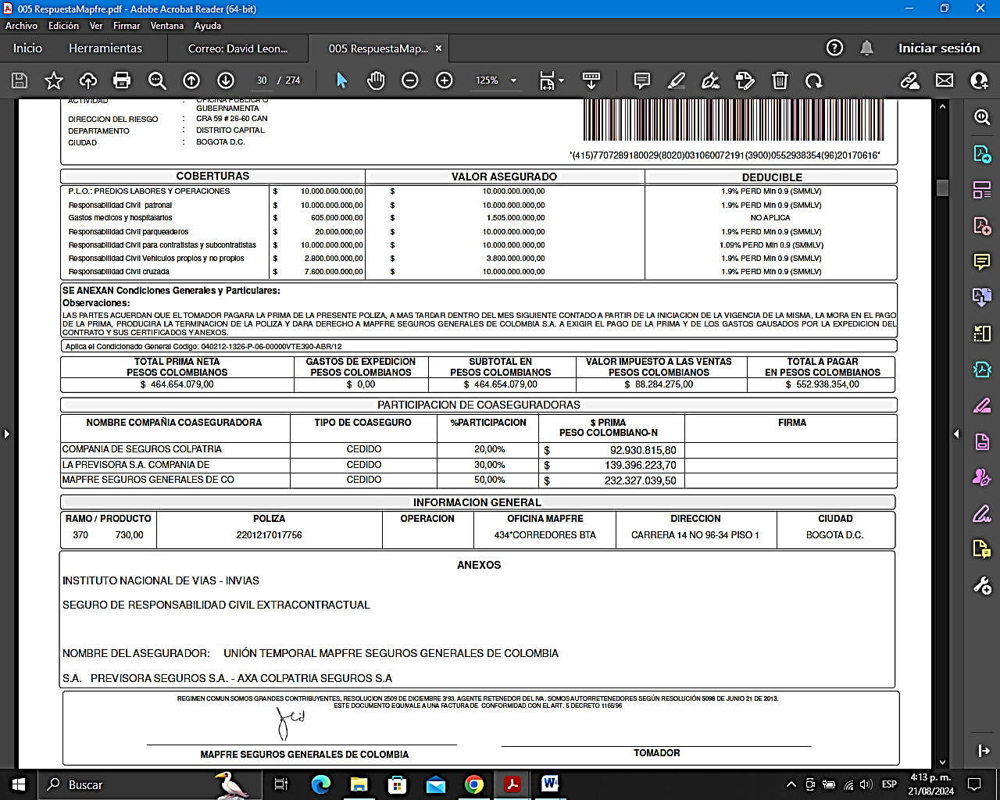 005 RespuestaMapfre.pdf - Adobe Acrobat Reader (64-bit)
Archivo Edición Ver Firmar Ventana Ayuda
Inicio Herramientas Correo: David Leon... 005 RespuestaMap... × Iniciar sesión
30 / 274 125%
ACTIVIDAD : OFICINA PUBLICA O
GUBERNAMENTA
DIRECCION DEL RIESGO : CRA 59 # 26-60 CAN
DEPARTAMENTO : DISTRITO CAPITAL
CIUDAD : BOGOTA D.C.
*(415)7707289180029(8020)031060072191(3900)0552938354(96)20170616*
COBERTURAS VALOR ASEGURADO DEDUCIBLE
P.L.O.: PREDIOS LABORES Y OPERACIONES $ 10.000.000.000,00 $ 10.000.000.000,00 1.9% PERD Min 0.9 (SMMLV)
Responsabilidad Civil patronal $ 10.000.000.000,00 $ 10.000.000.000,00 1.9% PERD Min 0.9 (SMMLV)
Gastos medicos y hospitalarios $ 605.000.000,00 $ 1.505.000.000,00 NO APLICA
Responsabilidad Civil parqueaderos $ 20.000.000,00 $ 10.000.000.000,00 1.9% PERD Min 0.9 (SMMLV)
Responsabilidad Civil para contratistas y subcontratistas $ 10.000.000.000,00 $ 10.000.000.000,00 1.09% PERD Min 0.9 (SMMLV)
Responsabilidad Civil Vehiculos propios y no propios $ 2.800.000.000,00 $ 3.800.000.000,00 1.9% PERD Min 0.9 (SMMLV)
Responsabilidad Civil cruzada $ 7.600.000.000,00 $ 10.000.000.000,00 1.9% PERD Min 0.9 (SMMLV)
SE ANEXAN Condiciones Generales y Particulares:
Observaciones:
LAS PARTES ACUERDAN QUE EL TOMADOR PAGARA LA PRIMA DE LA PRESENTE POLIZA, A MAS TARDAR DENTRO DEL MES SIGUIENTE CONTADO A PARTIR DE LA INICIACION DE LA VIGENCIA DE LA MISMA, LA MORA EN EL PAGO
DE LA PRIMA, PRODUCIRA LA TERMINACION DE LA POLIZA Y DARA DERECHO A MAPFRE SEGUROS GENERALES DE COLOMBIA S.A. A EXIGIR EL PAGO DE LA PRIMA Y DE LOS GASTOS CAUSADOS POR LA EXPEDICION DEL
CONTRATO Y SUS CERTIFICADOS Y ANEXOS.
Aplica el Condicionado General Codigo: 040212-1326-P-06-00000VTE390-ABR/12
TOTAL PRIMA NETA GASTOS DE EXPEDICION SUBTOTAL EN VALOR IMPUESTO A LAS VENTAS TOTAL A PAGAR
PESOS COLOMBIANOS PESOS COLOMBIANOS PESOS COLOMBIANOS PESOS COLOMBIANOS EN PESOS COLOMBIANOS
$ 464.654.079,00 $ 0,00 $ 464.654.079,00 $ 88.284.275,00 $ 552.938.354,00
PARTICIPACION DE COASEGURADORAS
NOMBRE COMPAÑIA COASEGURADORA TIPO DE COASEGURO %PARTICIPACION $ PRIMA FIRMA
PESO COLOMBIANO-N
COMPANIA DE SEGUROS COLPATRIA CEDIDO 20,00% $ 92.930.815,80
LA PREVISORA S.A. COMPANIA DE CEDIDO 30,00% $ 139.396.223,70
MAPFRE SEGUROS GENERALES DE CO CEDIDO 50,00% $ 232.327.039,50
INFORMACION GENERAL
RAMO / PRODUCTO POLIZA OPERACION OFICINA MAPFRE DIRECCION CIUDAD
370 730,00 2201217017756 434*CORREDORES BTA CARRERA 14 NO 96-34 PISO 1 BOGOTA D.C.
ANEXOS
INSTITUTO NACIONAL DE VIAS - INVIAS
SEGURO DE RESPONSABILIDAD CIVIL EXTRACONTRACTUAL
NOMBRE DEL ASEGURADOR: UNIÓN TEMPORAL MAPFRE SEGUROS GENERALES DE COLOMBIA
S.A. PREVISORA SEGUROS S.A. - AXA COLPATRIA SEGUROS S.A
REGIMEN COMUN SOMOS GRANDES CONTRIBUYENTES, RESOLUCION 2509 DE DICIEMBRE 3/93. AGENTE RETENEDOR DEL IVA. SOMOS AUTORRETENEDORES SEGÚN RESOLUCIÓN 5098 DE JUNIO 21 DE 2013.
ESTE DOCUMENTO EQUIVALE A UNA FACTURA DE CONFORMIDAD CON EL ART. 5 DECRETO 1165/96
MAPFRE SEGUROS GENERALES DE COLOMBIA TOMADOR
Buscar ESP 4:13 p. m.
21/08/2024